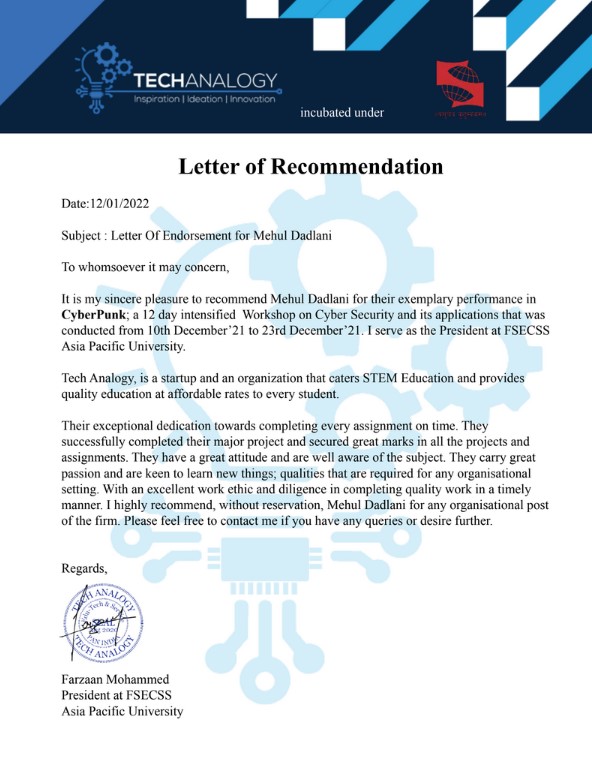 TECHANALOGY
Inspiration | Ideation | Innovation
incubated under
Letter of Recommendation
Date:12/01/2022
Subject : Letter Of Endorsement for Mehul Dadlani
To whomsoever it may concern,
It is my sincere pleasure to recommend Mehul Dadlani for their exemplary performance in
CyberPunk; a 12 day intensified Workshop on Cyber Security and its applications that was
conducted from 10th December’21 to 23rd December’21. I serve as the President at FSECSS
Asia Pacific University.
Tech Analogy, is a startup and an organization that caters STEM Education and provides
quality education at affordable rates to every student.
Their exceptional dedication towards completing every assignment on time. They
successfully completed their major project and secured great marks in all the projects and
assignments. They have a great attitude and are well aware of the subject. They carry great
passion and are keen to learn new things; qualities that are required for any organisational
setting. With an excellent work ethic and diligence in completing quality work in a timely
manner. I highly recommend, without reservation, Mehul Dadlani for any organisational post
of the firm. Please feel free to contact me if you have any queries or desire further.
Regards,
TECH ANALOGY
PAN INDIA
TECH ANALOGY
Farzaan Mohammed
President at FSECSS
Asia Pacific University